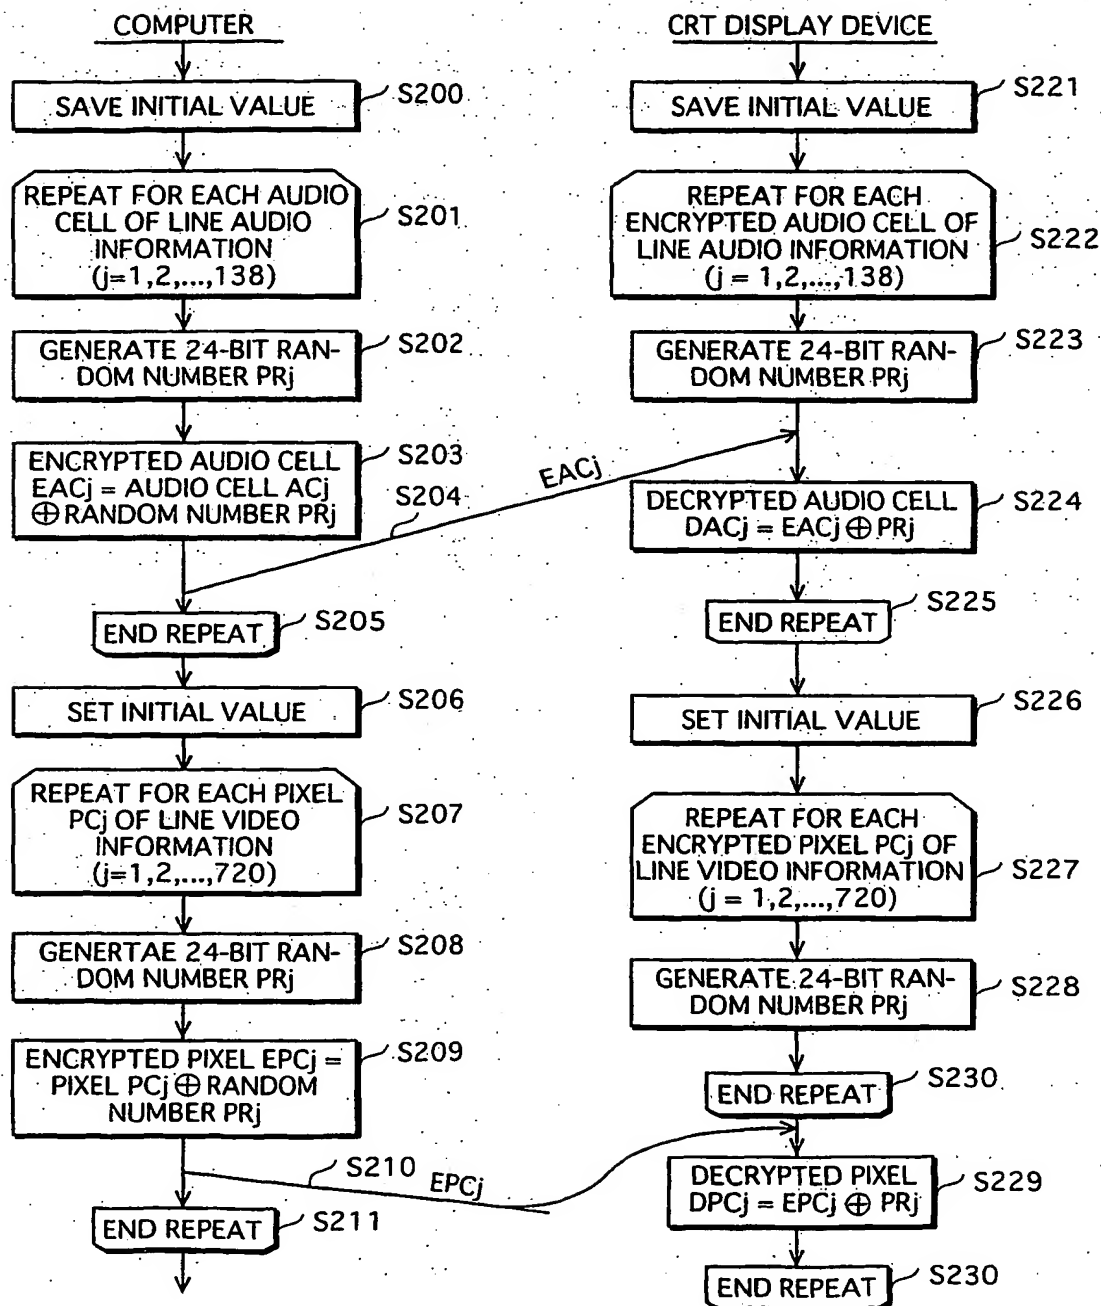 COMPUTER
SAVE INITIAL VALUE
S200
REPEAT FOR EACH AUDIO
CELL OF LINE AUDIO
INFORMATION
(j=1,2,...,138)
S201
GENERATE 24-BIT RAN-
DOM NUMBER PRj
S202
ENCRYPTED AUDIO CELL
EACj = AUDIO CELL ACj
⊕ RANDOM NUMBER PRj
S203
S204
EACj
END REPEAT
S205
SET INITIAL VALUE
S206
REPEAT FOR EACH PIXEL
PCj OF LINE VIDEO
INFORMATION
(j=1,2,...,720)
S207
GENERTAE 24-BIT RAN-
DOM NUMBER PRj
S208
ENCRYPTED PIXEL EPCj =
PIXEL PCj ⊕ RANDOM
NUMBER PRj
S209
S210
EPCj
END REPEAT
S211
CRT DISPLAY DEVICE
SAVE INITIAL VALUE
S221
REPEAT FOR EACH
ENCRYPTED AUDIO CELL OF
LINE AUDIO INFORMATION
(j = 1,2,...,138)
S222
GENERATE 24-BIT RAN-
DOM NUMBER PRj
S223
DECRYPTED AUDIO CELL
DACj = EACj ⊕ PRj
S224
END REPEAT
S225
SET INITIAL VALUE
S226
REPEAT FOR EACH
ENCRYPTED PIXEL PCj OF
LINE VIDEO INFORMATION
(j = 1,2,...,720)
S227
GENERATE 24-BIT RAN-
DOM NUMBER PRj
S228
END REPEAT
S230
DECRYPTED PIXEL
DPCj = EPCj ⊕ PRj
S229
END REPEAT
S230